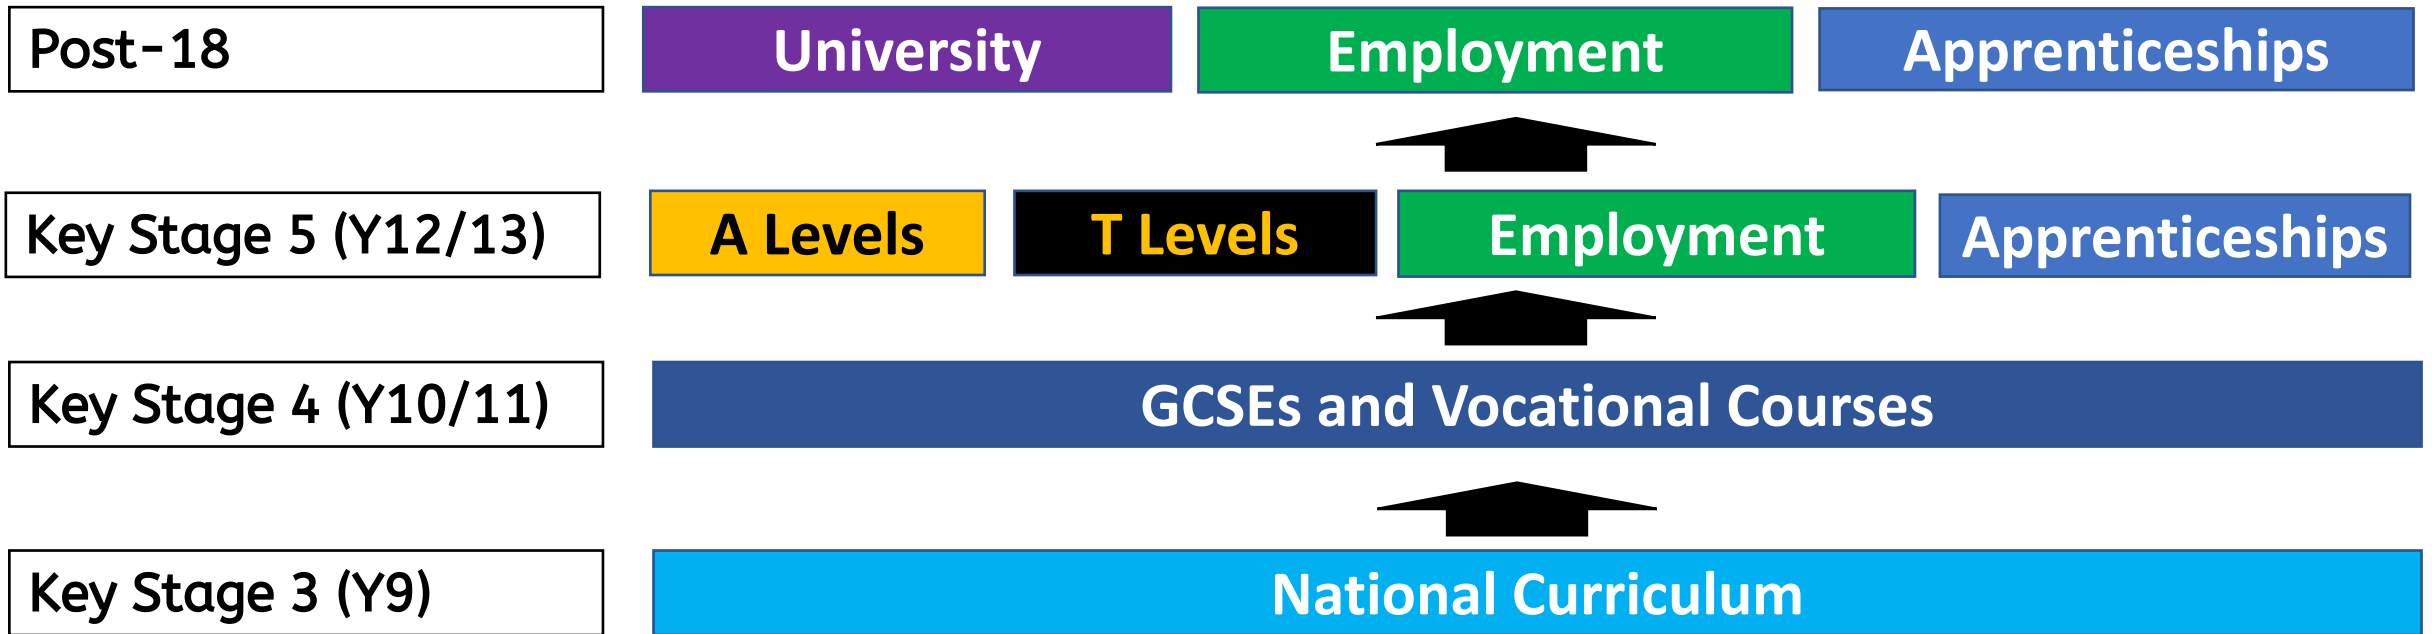 Post-18
University
Employment
Apprenticeships
Key Stage 5 (Y12/13)
A Levels
T Levels
Employment
Apprenticeships
Key Stage 4 (Y10/11)
GCSEs and Vocational Courses
Key Stage 3 (Y9)
National Curriculum